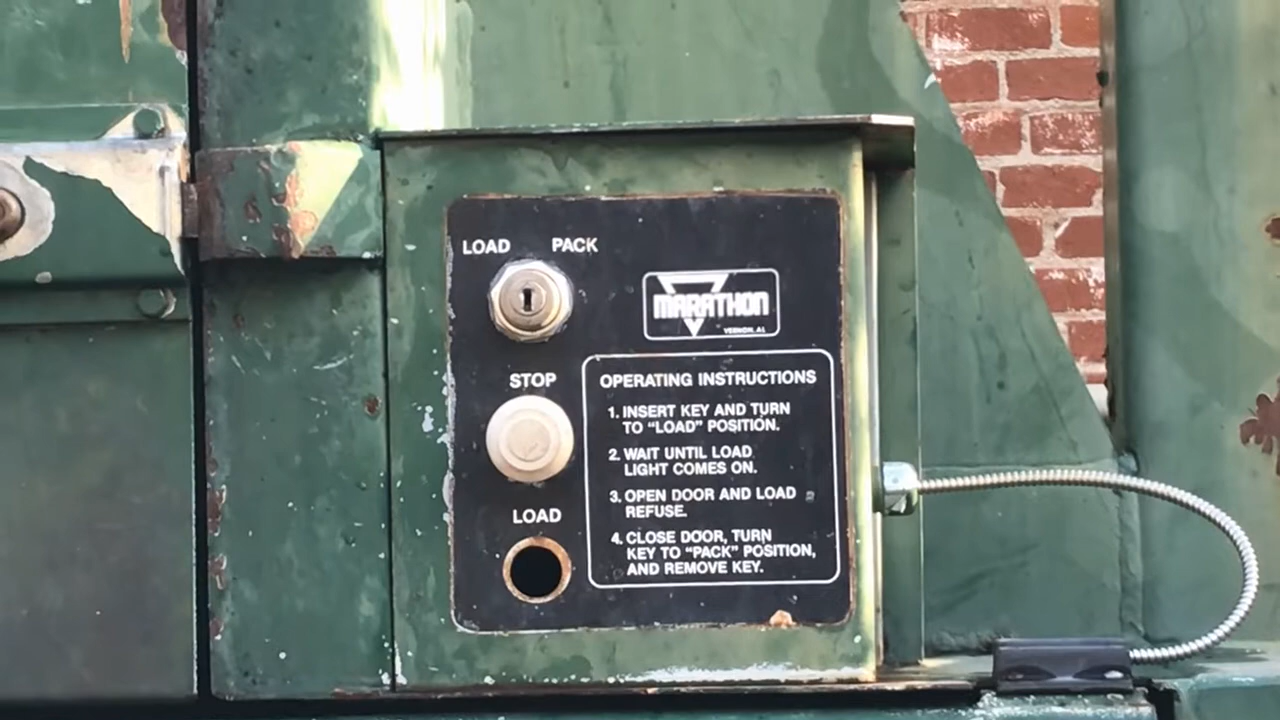 LOAD PACK
MARATHON
VERNON, AL
STOP
LOAD
OPERATING INSTRUCTIONS
1. INSERT KEY AND TURN
TO “LOAD” POSITION.
2. WAIT UNTIL LOAD
LIGHT COMES ON.
3. OPEN DOOR AND LOAD
REFUSE.
4. CLOSE DOOR, TURN
KEY TO “PACK” POSITION,
AND REMOVE KEY.